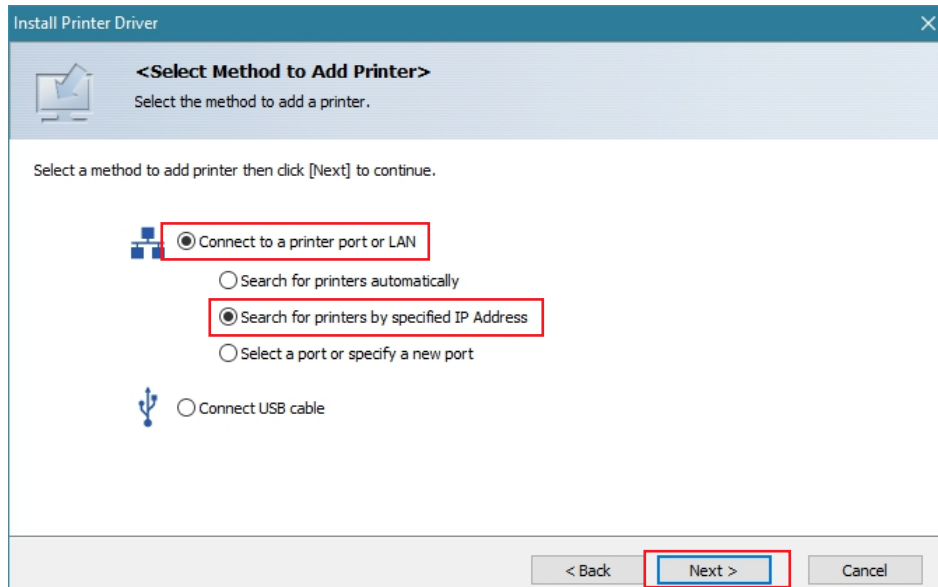 Install Printer Driver
<Select Method to Add Printer>
Select the method to add a printer.
Select a method to add printer then click [Next] to continue.
Connect to a printer port or LAN
Search for printers automatically
Search for printers by specified IP Address
Select a port or specify a new port
Connect USB cable
< Back
Next >
Cancel